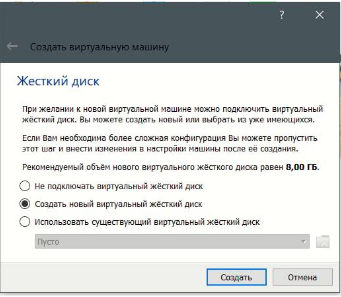 ?
Создать виртуальную машину
Жесткий диск
При желании к новой виртуальной машине можно подключить виртуальный
жёсткий диск. Вы можете создать новый или выбрать из уже имеющихся.
Если Вам необходима более сложная конфигурация Вы можете пропустить
этот шаг и внести изменения в настройки машины после её создания.
Рекомендуемый объём нового виртуального жёсткого диска равен 8,00 ГБ.
Не подключать виртуальный жёсткий диск
Создать новый виртуальный жёсткий диск
Использовать существующий виртуальный жёсткий диск
Пусто
Создать
Отмена